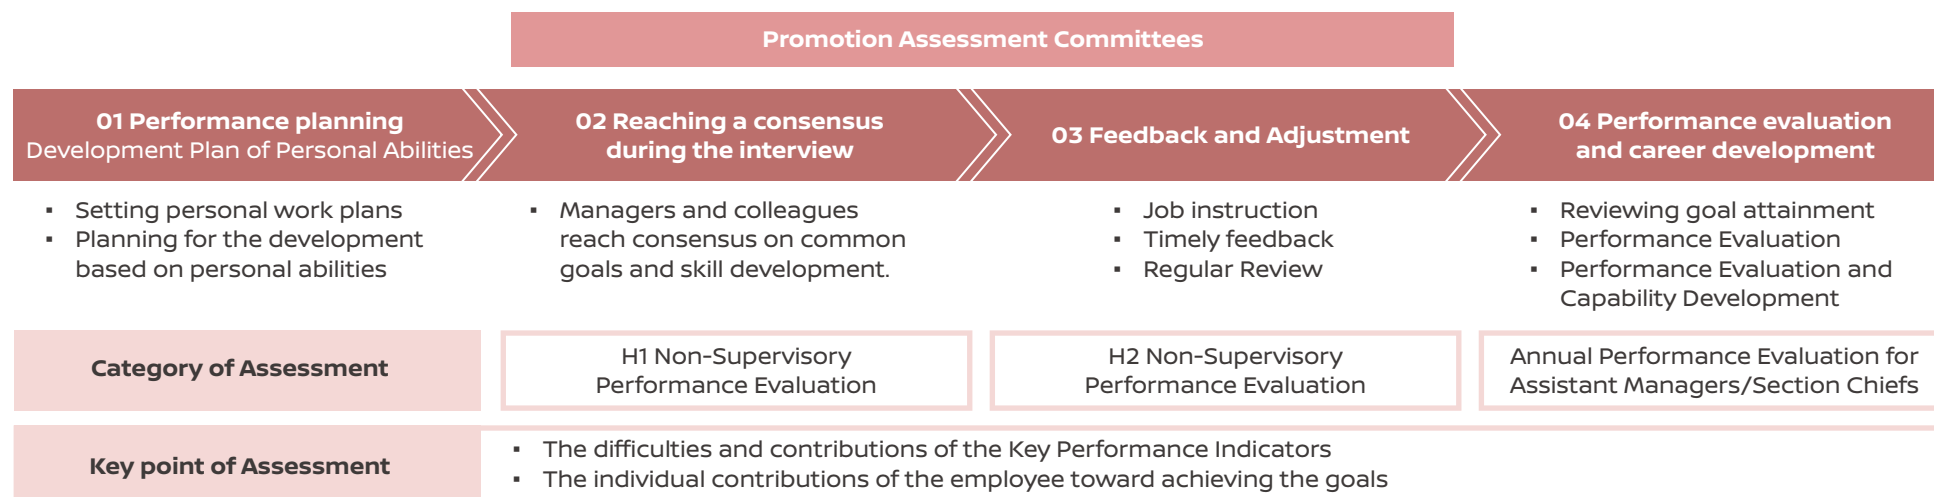 Promotion Assessment Committees
01 Performance planning
Development Plan of Personal Abilities
02 Reaching a consensus
during the interview
03 Feedback and Adjustment
04 Performance evaluation
and career development
▪ Setting personal work plans
▪ Planning for the development
based on personal abilities
▪ Managers and colleagues
reach consensus on common
goals and skill development.
▪ Job instruction
▪ Timely feedback
▪ Regular Review
▪ Reviewing goal attainment
▪ Performance Evaluation
▪ Performance Evaluation and
Capability Development
Category of Assessment
H1 Non-Supervisory
Performance Evaluation
H2 Non-Supervisory
Performance Evaluation
Annual Performance Evaluation for
Assistant Managers/Section Chiefs
Key point of Assessment
▪ The difficulties and contributions of the Key Performance Indicators
▪ The individual contributions of the employee toward achieving the goals